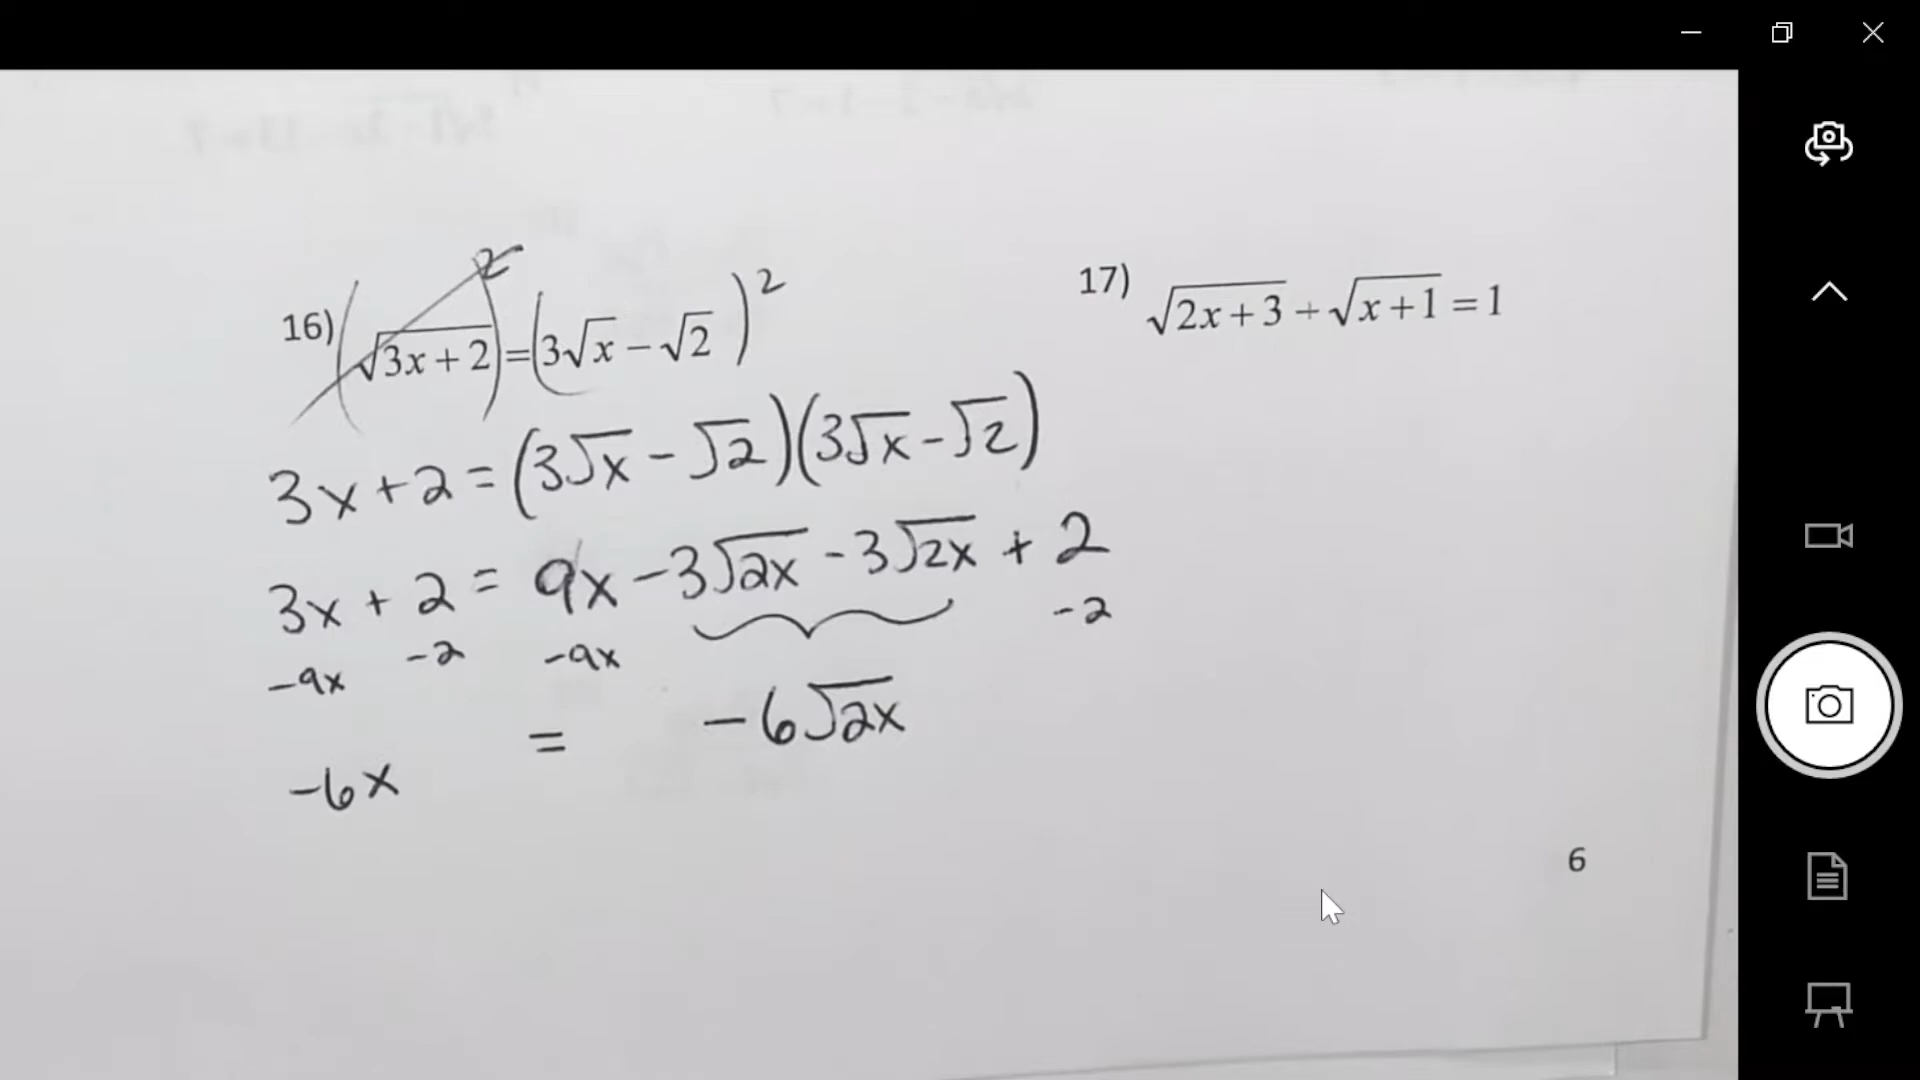 16) (√(3x + 2))² = (3√x − √2)²
3x + 2 = (3√x − √2)(3√x − √2)
3x + 2 = 9x − 3√2x − 3√2x + 2
−9x −2 −9x −2
−6x = −6√2x
17) √(2x + 3) + √(x + 1) = 1
6